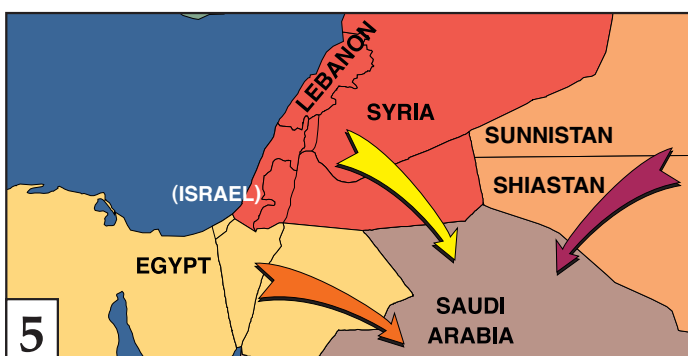 LEBANON
SYRIA
SUNNISTAN
SHIASTAN
(ISRAEL)
EGYPT
SAUDI
ARABIA
5